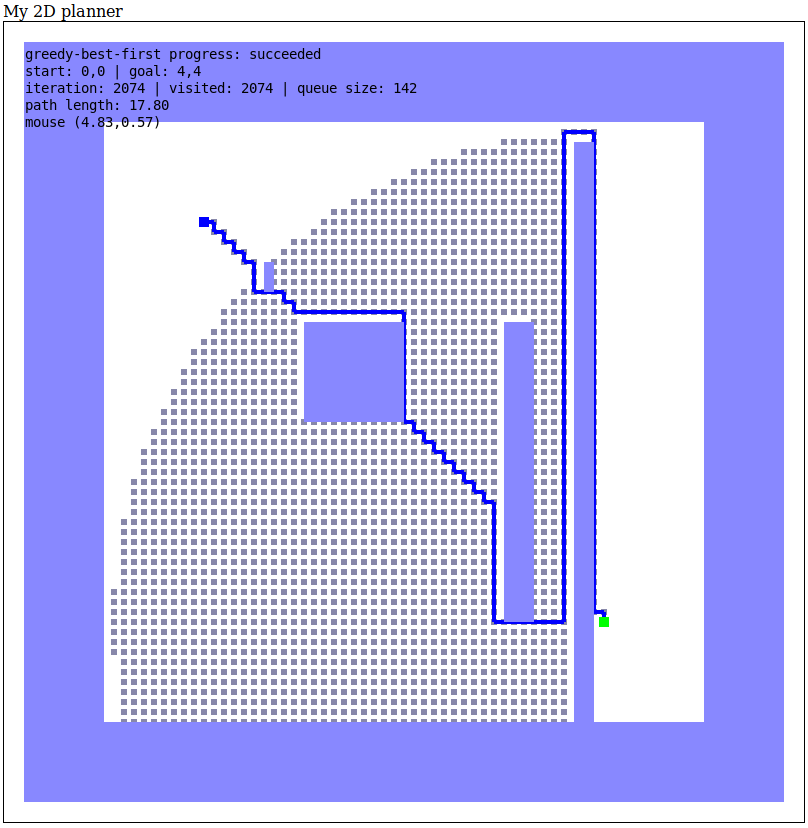 My 2D planner
greedy-best-first progress: succeeded
start: 0,0 | goal: 4,4
iteration: 2074 | visited: 2074 | queue size: 142
path length: 17.80
mouse (4.83,0.57)